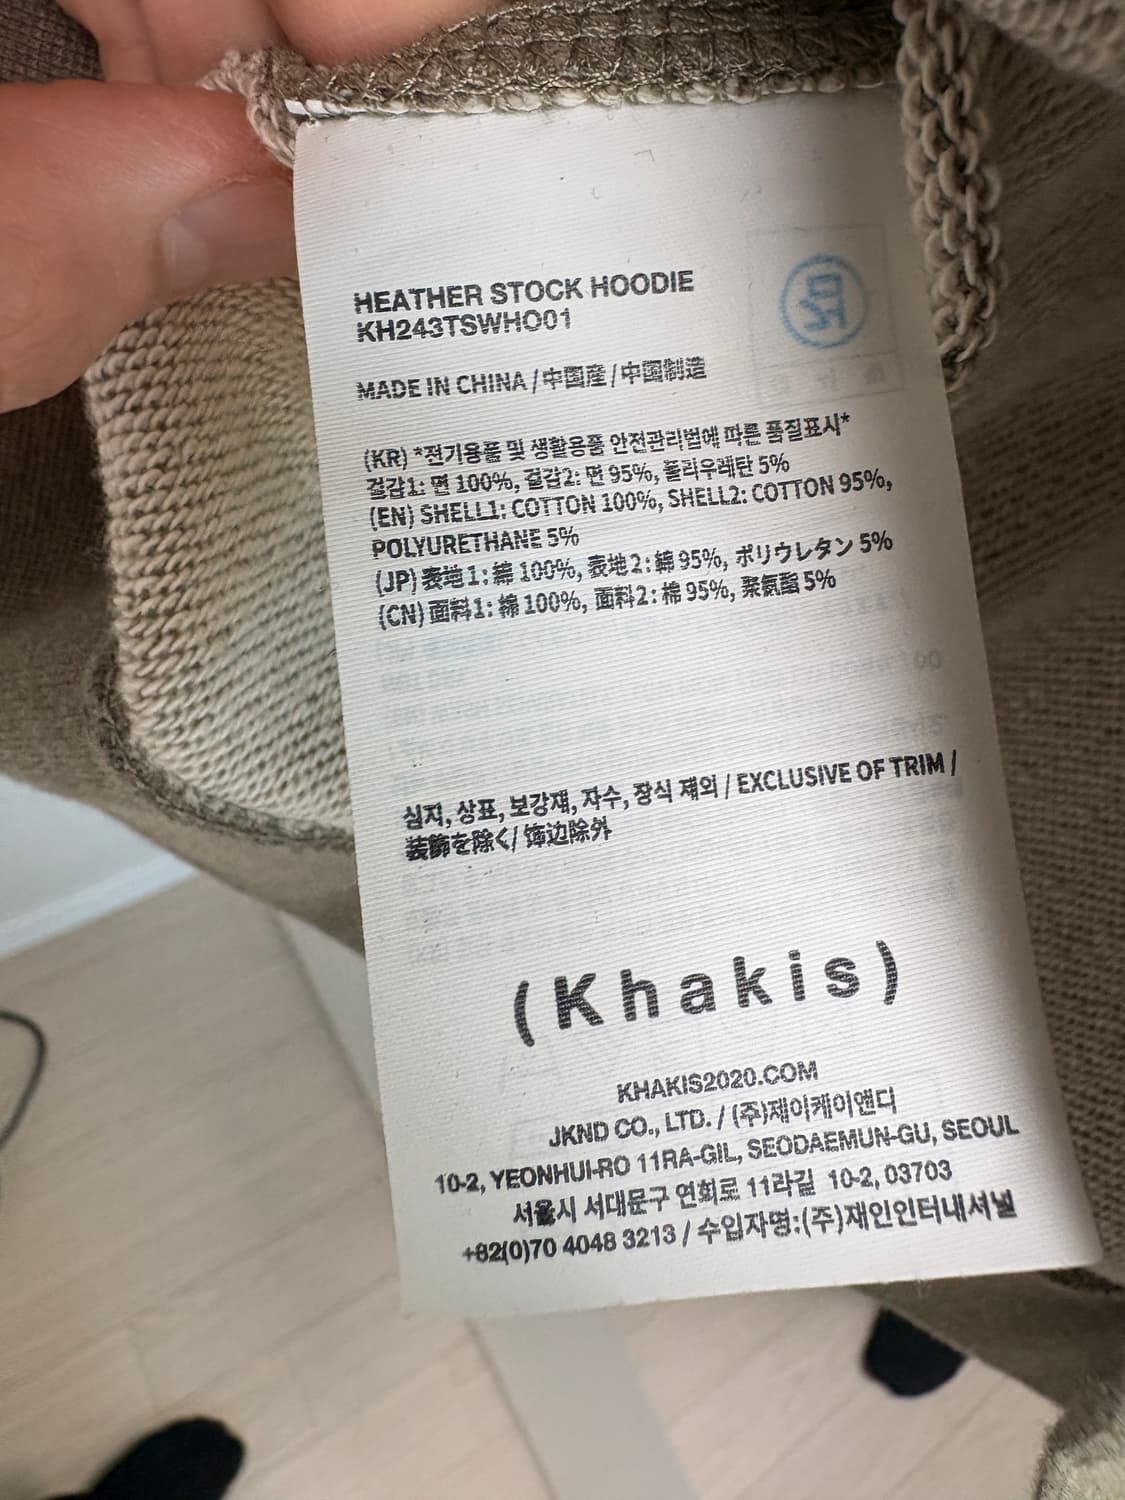 HEATHER STOCK HOODIE
KH243TSWHO01
MADE IN CHINA / 中国産 / 中国制造
(KR) *전기용품 및 생활용품 안전관리법에 따른 품질표시*
겉감1: 면 100%, 겉감2: 면 95%, 폴리우레탄 5%
(EN) SHELL1: COTTON 100%, SHELL2: COTTON 95%,
POLYURETHANE 5%
(JP) 表地1: 綿 100%, 表地2: 綿 95%, ポリウレタン 5%
(CN) 面料1: 棉 100%, 面料2: 棉 95%, 聚氨酯 5%
심지, 상표, 보강재, 자수, 장식 제외 / EXCLUSIVE OF TRIM /
装飾を除く/ 饰边除外
(Khakis)
KHAKIS2020.COM
JKND CO., LTD. / (주)제이케이앤디
10-2, YEONHUI-RO 11RA-GIL, SEODAEMUN-GU, SEOUL
서울시 서대문구 연희로 11라길 10-2, 03703
+82(0)70 4048 3213 / 수입자명:(주)재인인터내셔널